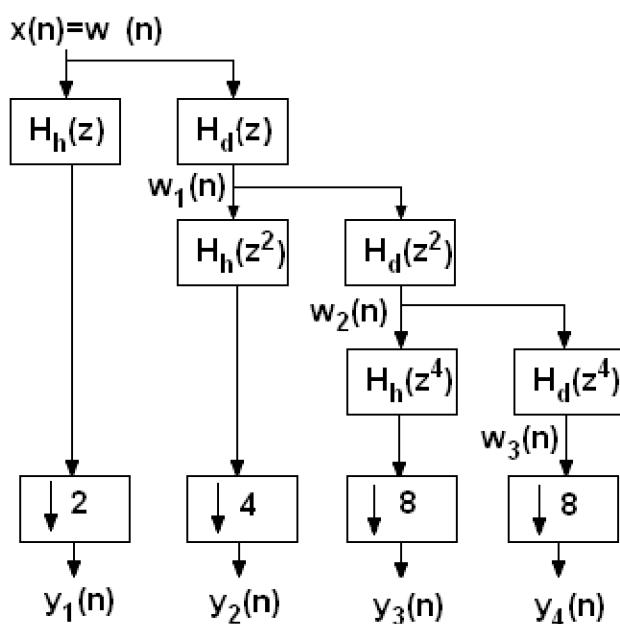 x(n)=w (n)
H_h(z) H_d(z)
w_1(n)
H_h(z^2) H_d(z^2)
w_2(n)
H_h(z^4) H_d(z^4)
w_3(n)
↓ 2 ↓ 4 ↓ 8 ↓ 8
y_1(n) y_2(n) y_3(n) y_4(n)